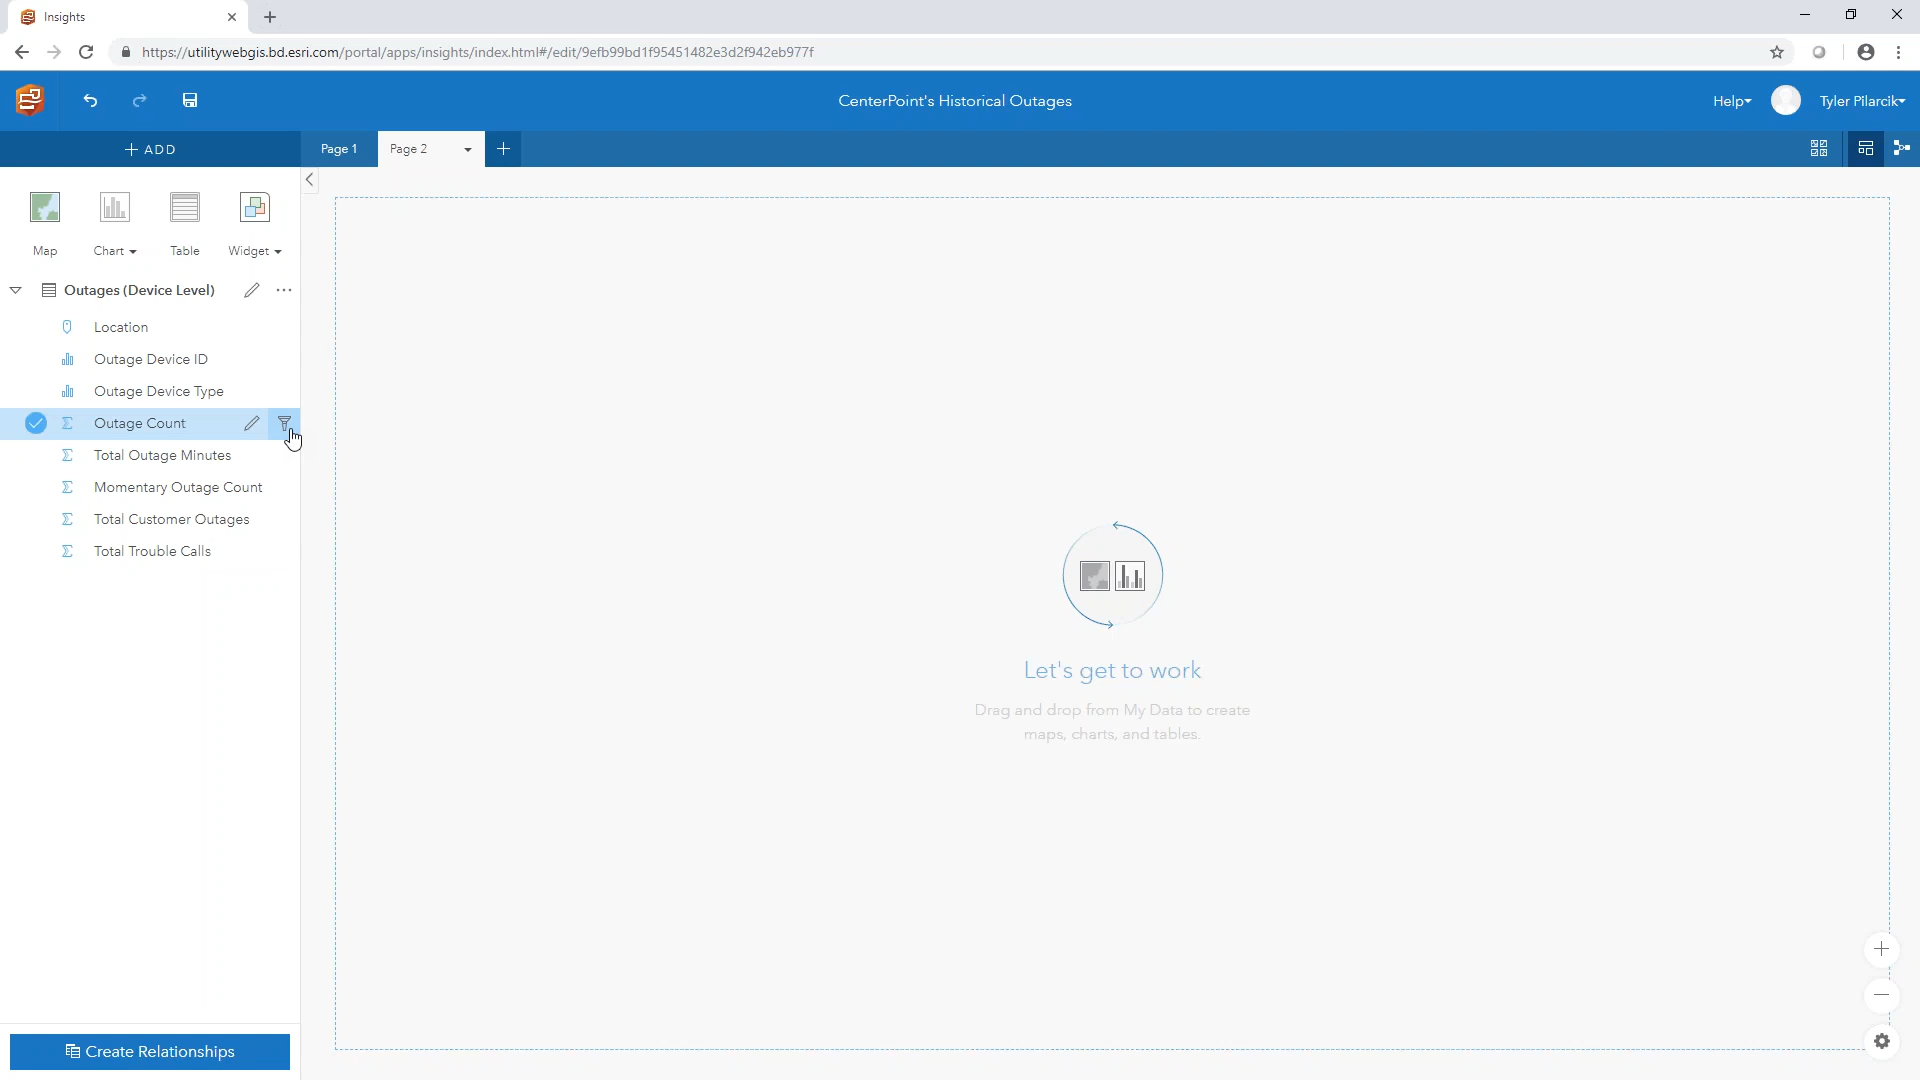 Insights
https://utilitywebgis.bd.esri.com/portal/apps/insights/index.html#/edit/9efb99bd1f95451482e3d2f942eb977f
CenterPoint's Historical Outages
Help
Tyler Pilarcik
+ ADD
Page 1
Page 2
Map
Chart
Table
Widget
Outages (Device Level)
Location
Outage Device ID
Outage Device Type
Outage Count
Total Outage Minutes
Momentary Outage Count
Total Customer Outages
Total Trouble Calls
Let's get to work
Drag and drop from My Data to create
maps, charts, and tables.
Create Relationships